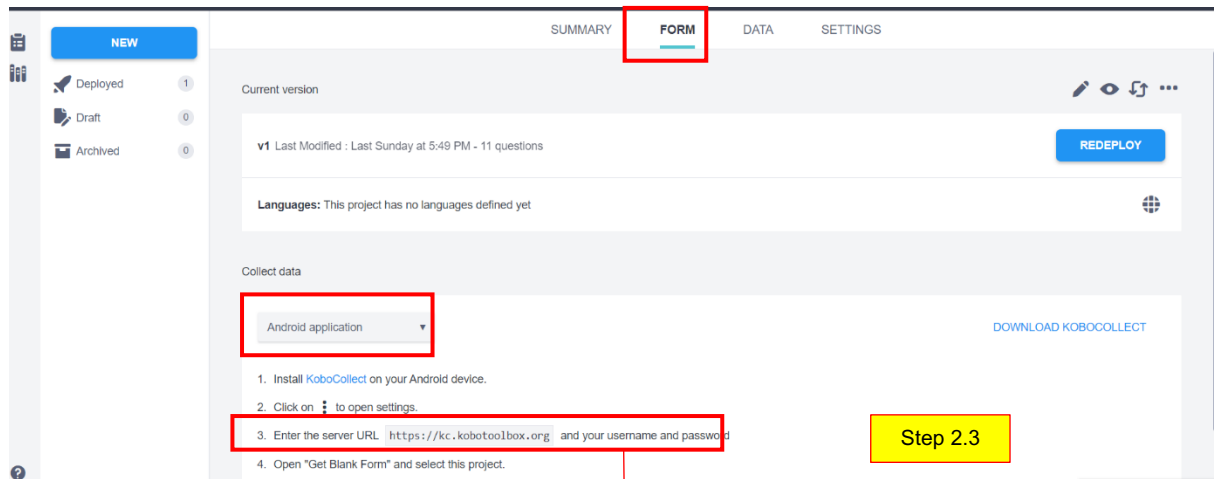 SUMMARY FORM DATA SETTINGS
NEW
Deployed 1
Draft 0
Archived 0
Current version
v1 Last Modified : Last Sunday at 5:49 PM - 11 questions
REDEPLOY
Languages: This project has no languages defined yet
Collect data
Android application
DOWNLOAD KOBOCOLLECT
1. Install KoboCollect on your Android device.
2. Click on ⋮ to open settings.
3. Enter the server URL https://kc.kobotoolbox.org and your username and password
Step 2.3
4. Open "Get Blank Form" and select this project.